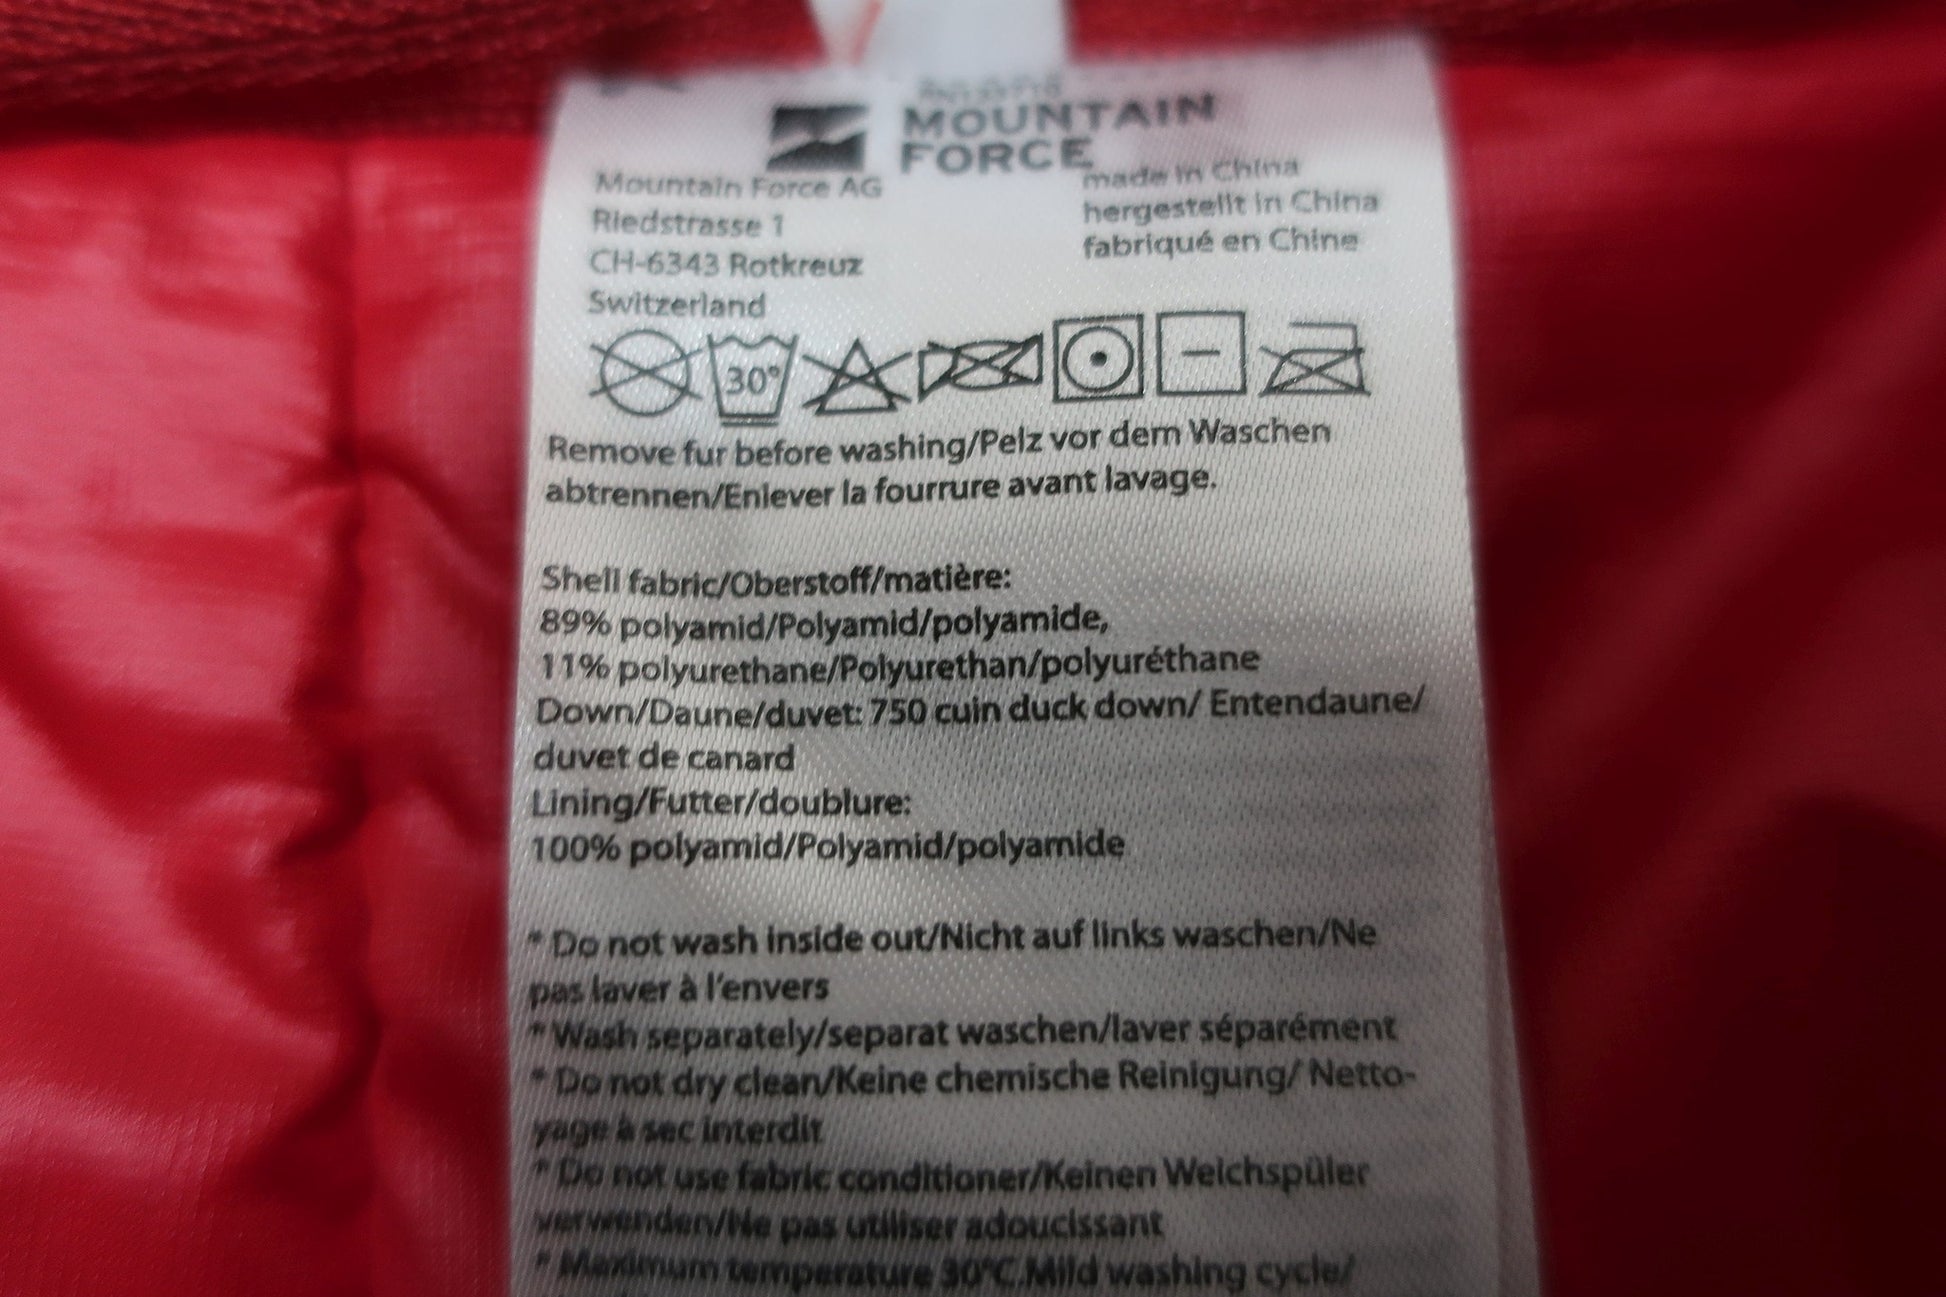 MOUNTAIN
FORCE
Mountain Force AG
Riedstrasse 1
CH-6343 Rotkreuz
Switzerland
made in China
hergestellt in China
fabriqué en Chine
30°
Remove fur before washing/Pelz vor dem Waschen
abtrennen/Enlever la fourrure avant lavage.
Shell fabric/Oberstoff/matière:
89% polyamid/Polyamid/polyamide,
11% polyurethane/Polyurethan/polyuréthane
Down/Daune/duvet: 750 cuin duck down/ Entendaune/
duvet de canard
Lining/Futter/doublure:
100% polyamid/Polyamid/polyamide
* Do not wash inside out/Nicht auf links waschen/Ne
pas laver à l'envers
* Wash separately/separat waschen/laver séparément
* Do not dry clean/Keine chemische Reinigung/ Netto-
yage à sec interdit
* Do not use fabric conditioner/Keinen Weichspüler
verwenden/Ne pas utiliser adoucissant
* Maximum temperature 30°C.Mild washing cycle/